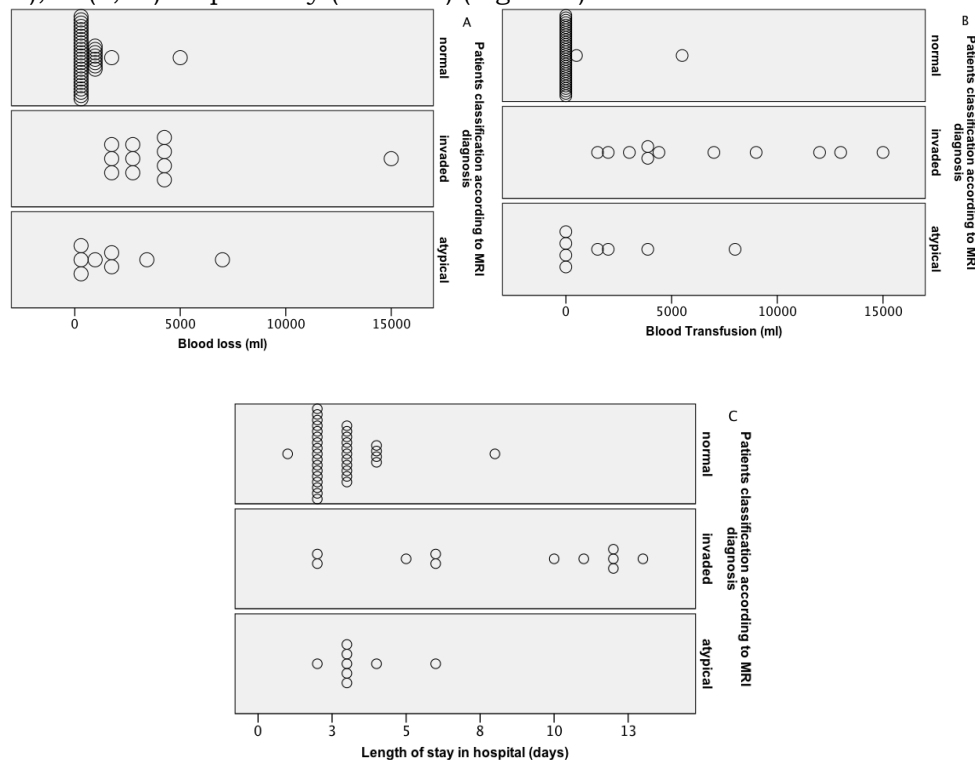 A
normal
invaded
atypical
Patients classification according to MRI
diagnosis
0 5000 10000 15000
Blood loss (ml)
B
normal
invaded
atypical
Patients classification according to MRI
diagnosis
0 5000 10000 15000
Blood Transfusion (ml)
C
normal
invaded
atypical
Patients classification according to MRI
diagnosis
0 3 5 8 10 13
Length of stay in hospital (days)